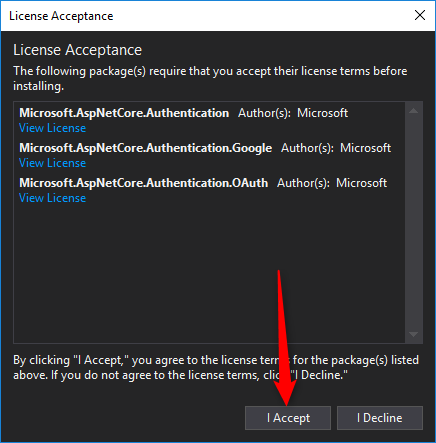 License Acceptance
License Acceptance
The following package(s) require that you accept their license terms before
installing.
Microsoft.AspNetCore.Authentication Author(s): Microsoft
View License
Microsoft.AspNetCore.Authentication.Google Author(s): Microsoft
View License
Microsoft.AspNetCore.Authentication.OAuth Author(s): Microsoft
View License
By clicking "I Accept," you agree to the license terms for the package(s) listed
above. If you do not agree to the license terms, click "I Decline."
I Accept I Decline